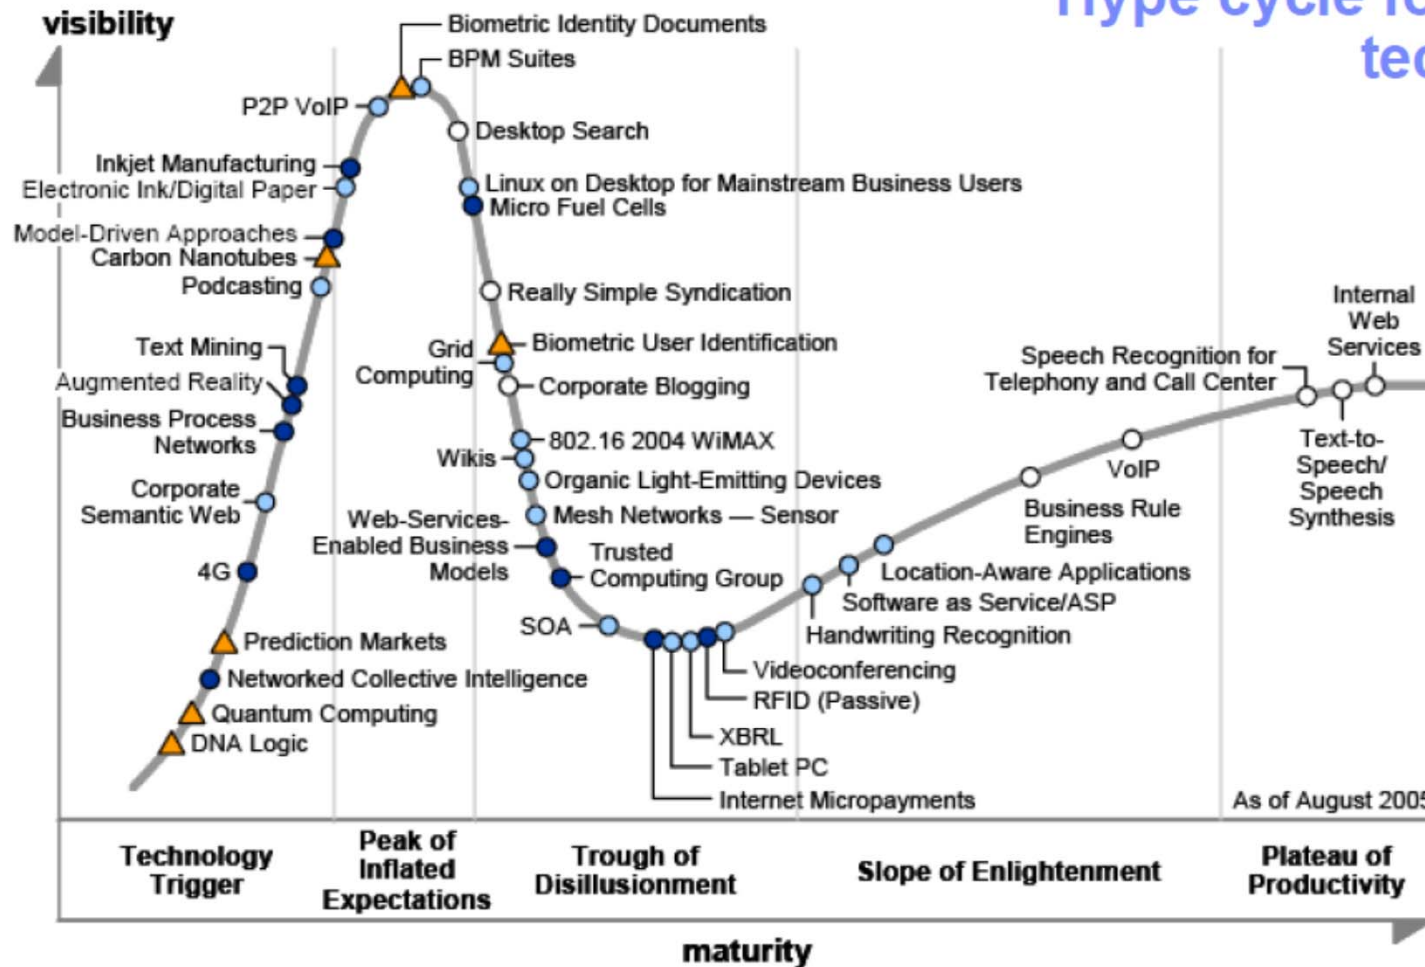 visibility
Hype cycle
Biometric Identity Documents
BPM Suites
P2P VoIP
Desktop Search
Inkjet Manufacturing
Electronic Ink/Digital Paper
Linux on Desktop for Mainstream Business Users
Micro Fuel Cells
Model-Driven Approaches
Carbon Nanotubes
Podcasting
Really Simple Syndication
Text Mining
Augmented Reality
Business Process
Networks
Grid
Computing
Biometric User Identification
Corporate Blogging
802.16 2004 WiMAX
Wikis
Organic Light-Emitting Devices
Corporate
Semantic Web
Mesh Networks — Sensor
Web-Services-
Enabled Business
Models
Trusted
Computing Group
4G
SOA
Prediction Markets
Networked Collective Intelligence
Quantum Computing
DNA Logic
Videoconferencing
RFID (Passive)
XBRL
Tablet PC
Internet Micropayments
Location-Aware Applications
Software as Service/ASP
Handwriting Recognition
Business Rule
Engines
VoIP
Speech Recognition for
Telephony and Call Center
Internal
Web
Services
Text-to-
Speech/
Speech
Synthesis
As of August 2005
Technology
Trigger
Peak of
Inflated
Expectations
Trough of
Disillusionment
Slope of Enlightenment
Plateau of
Productivity
maturity